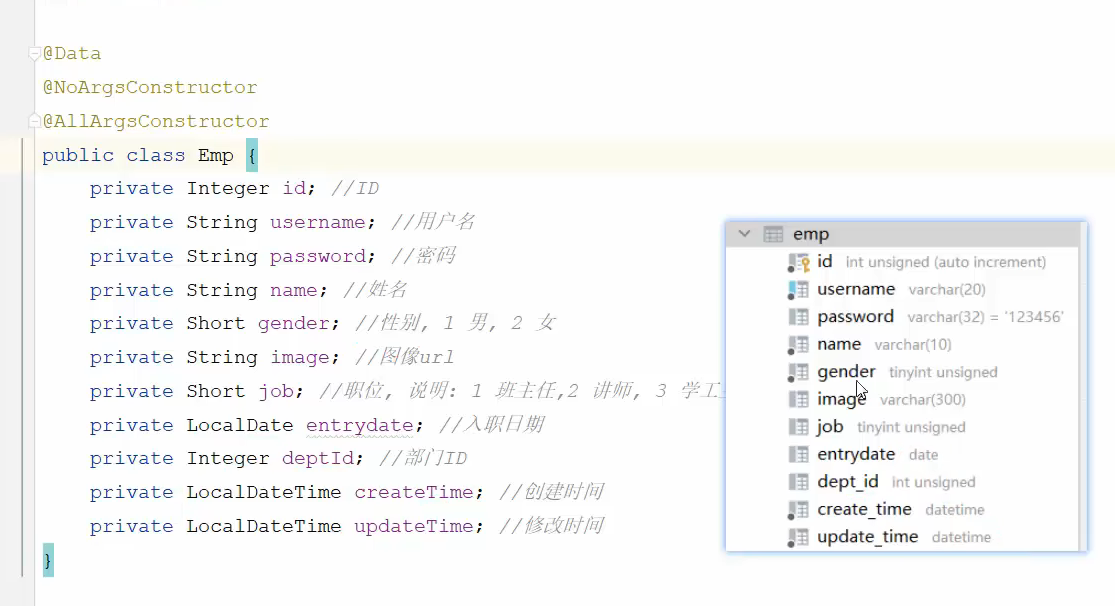 @Data
@NoArgsConstructor
@AllArgsConstructor
public class Emp {
private Integer id; //ID
private String username; //用户名
private String password; //密码
private String name; //姓名
private Short gender; //性别, 1 男, 2 女
private String image; //图像url
private Short job; //职位, 说明: 1 班主任,2 讲师, 3 学工
private LocalDate entrydate; //入职日期
private Integer deptId; //部门ID
private LocalDateTime createTime; //创建时间
private LocalDateTime updateTime; //修改时间
}
emp
id int unsigned (auto increment)
username varchar(20)
password varchar(32) = '123456'
name varchar(10)
gender tinyint unsigned
image varchar(300)
job tinyint unsigned
entrydate date
dept_id int unsigned
create_time datetime
update_time datetime